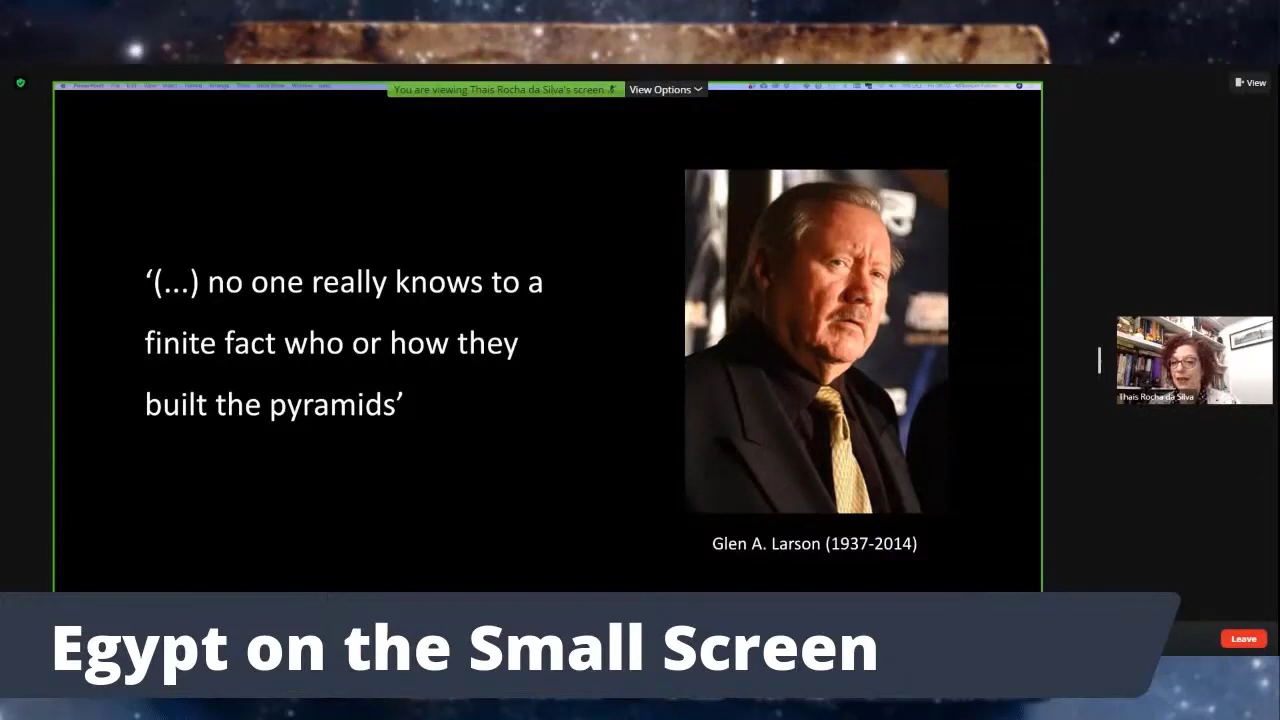 You are viewing Thais Rocha da Silva's screen
View Options
View
‘(...) no one really knows to a
finite fact who or how they
built the pyramids’
Glen A. Larson (1937-2014)
Thais Rocha da Silva
Leave
Egypt on the Small Screen